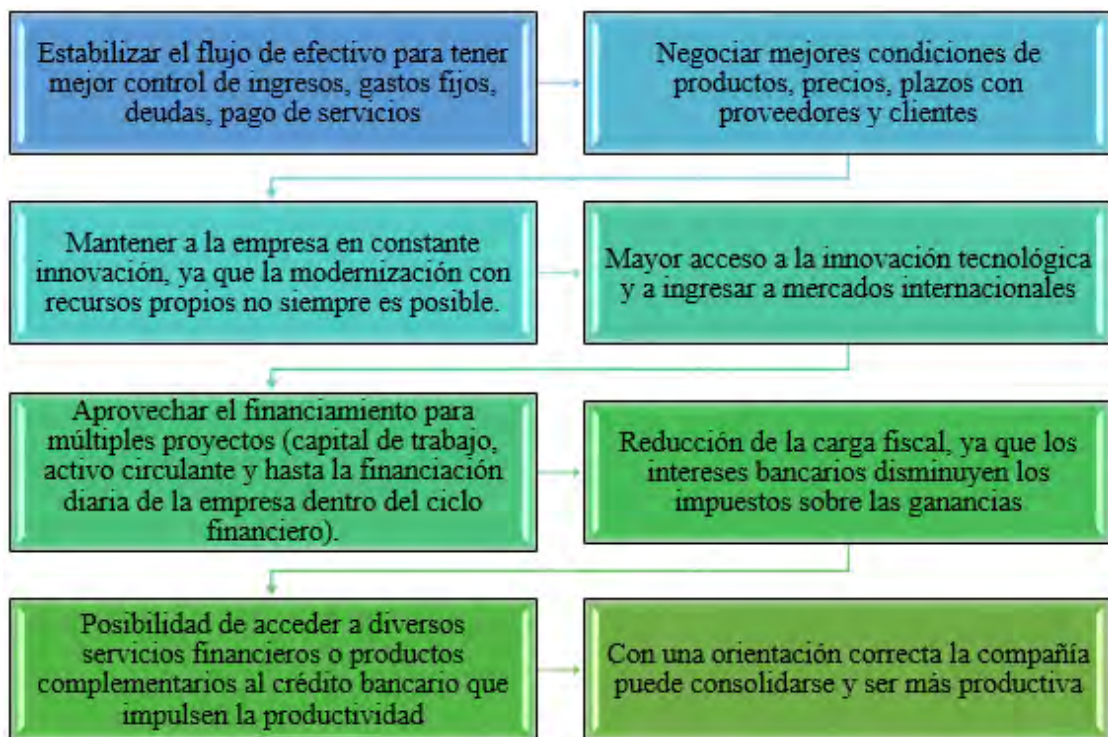 Estabilizar el flujo de efectivo para tener
mejor control de ingresos, gastos fijos,
deudas, pago de servicios
Negociar mejores condiciones de
productos, precios, plazos con
proveedores y clientes
Mantener a la empresa en constante
innovación, ya que la modernización con
recursos propios no siempre es posible.
Mayor acceso a la innovación tecnológica
y a ingresar a mercados internacionales
Aprovechar el financiamiento para
múltiples proyectos (capital de trabajo,
activo circulante y hasta la financiación
diaria de la empresa dentro del ciclo
financiero).
Reducción de la carga fiscal, ya que los
intereses bancarios disminuyen los
impuestos sobre las ganancias
Posibilidad de acceder a diversos
servicios financieros o productos
complementarios al crédito bancario que
impulsen la productividad
Con una orientación correcta la compañía
puede consolidarse y ser más productiva